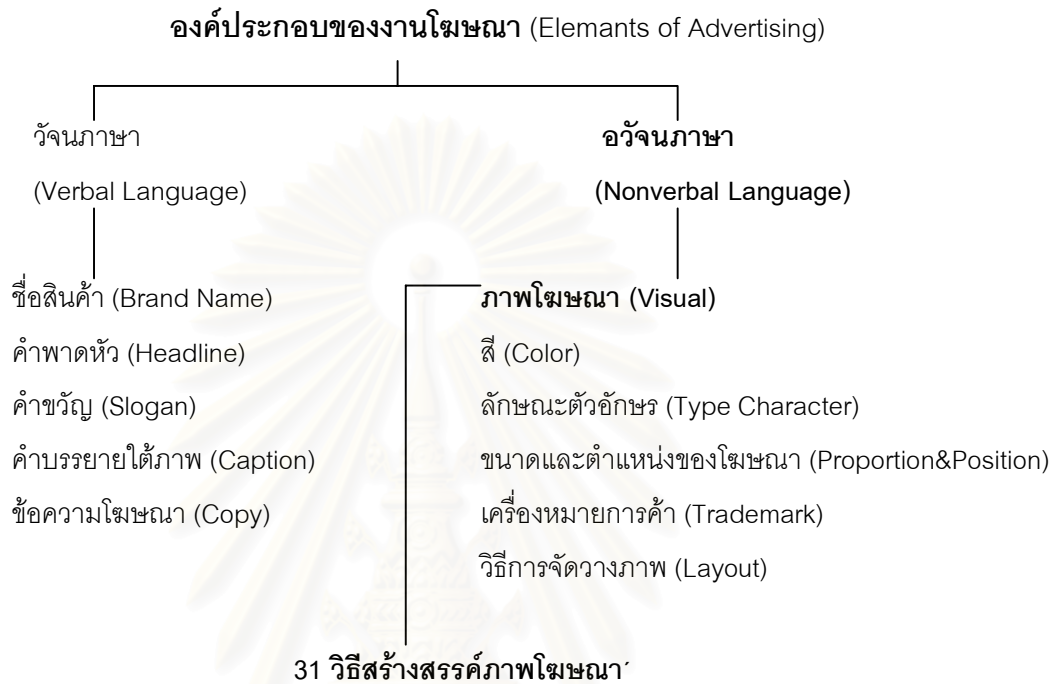 องค์ประกอบของงานโฆษณา (Elemants of Advertising)
วัจนภาษา
(Verbal Language)
อวัจนภาษา
(Nonverbal Language)
ชื่อสินค้า (Brand Name)
คำพาดหัว (Headline)
คำขวัญ (Slogan)
คำบรรยายใต้ภาพ (Caption)
ข้อความโฆษณา (Copy)
ภาพโฆษณา (Visual)
สี (Color)
ลักษณะตัวอักษร (Type Character)
ขนาดและตำแหน่งของโฆษณา (Proportion&Position)
เครื่องหมายการค้า (Trademark)
วิธีการจัดวางภาพ (Layout)
31 วิธีสร้างสรรค์ภาพโฆษณา´